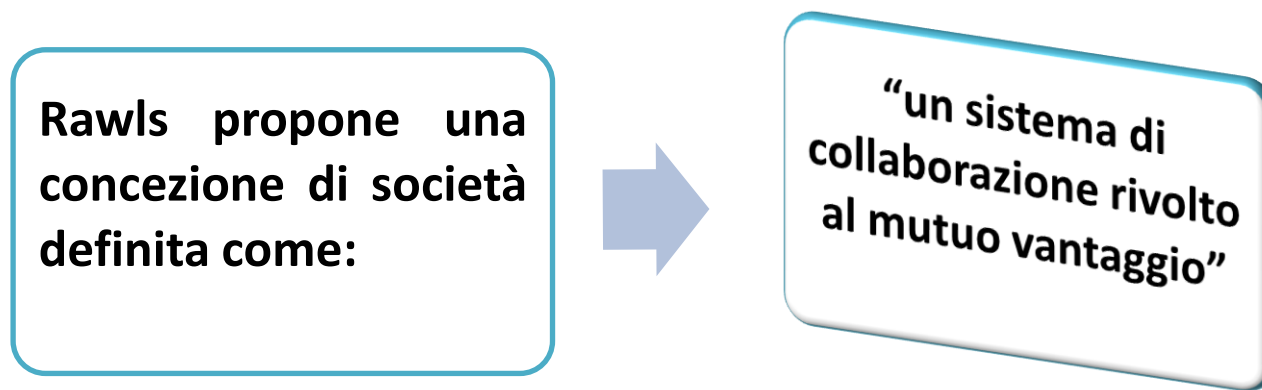 Rawls propone una
concezione di società
definita come:
“un sistema di
collaborazione rivolto
al mutuo vantaggio”